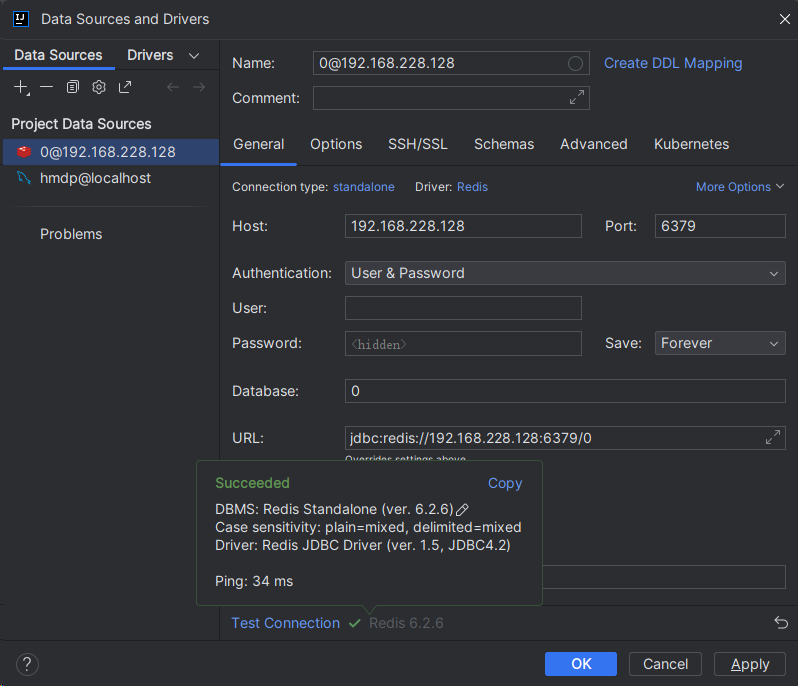 Data Sources and Drivers
Data Sources Drivers
Name: 0@192.168.228.128 Create DDL Mapping
Comment:
Project Data Sources
0@192.168.228.128
hmdp@localhost
Problems
General Options SSH/SSL Schemas Advanced Kubernetes
Connection type: standalone Driver: Redis More Options
Host: 192.168.228.128 Port: 6379
Authentication: User & Password
User:
Password: <hidden> Save: Forever
Database: 0
URL: jdbc:redis://192.168.228.128:6379/0
Overrides settings above
Succeeded Copy
DBMS: Redis Standalone (ver. 6.2.6)
Case sensitivity: plain=mixed, delimited=mixed
Driver: Redis JDBC Driver (ver. 1.5, JDBC4.2)
Ping: 34 ms
Test Connection Redis 6.2.6
? OK Cancel Apply